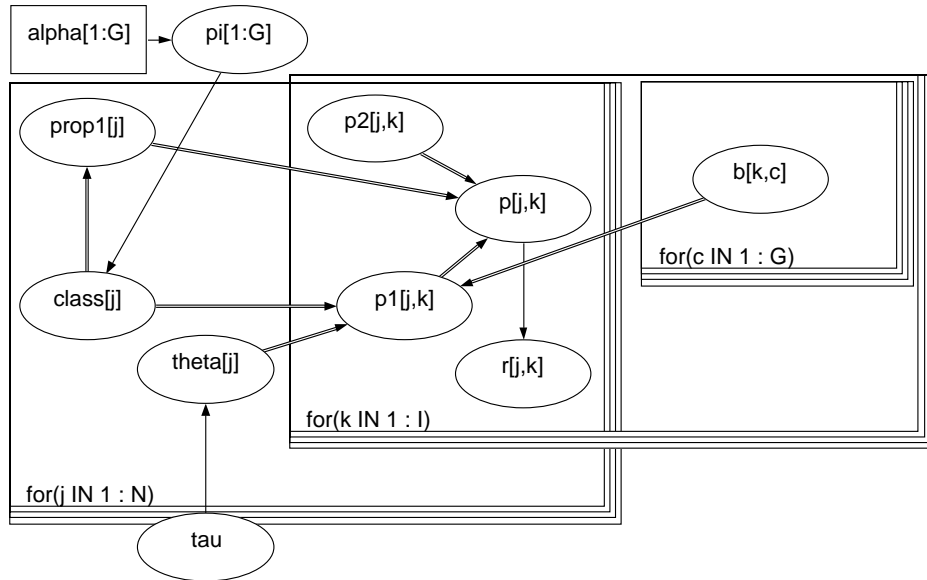 alpha[1:G]
pi[1:G]
prop1[j]
p2[j,k]
b[k,c]
p[j,k]
for(c IN 1 : G)
class[j]
p1[j,k]
theta[j]
r[j,k]
for(k IN 1 : I)
for(j IN 1 : N)
tau